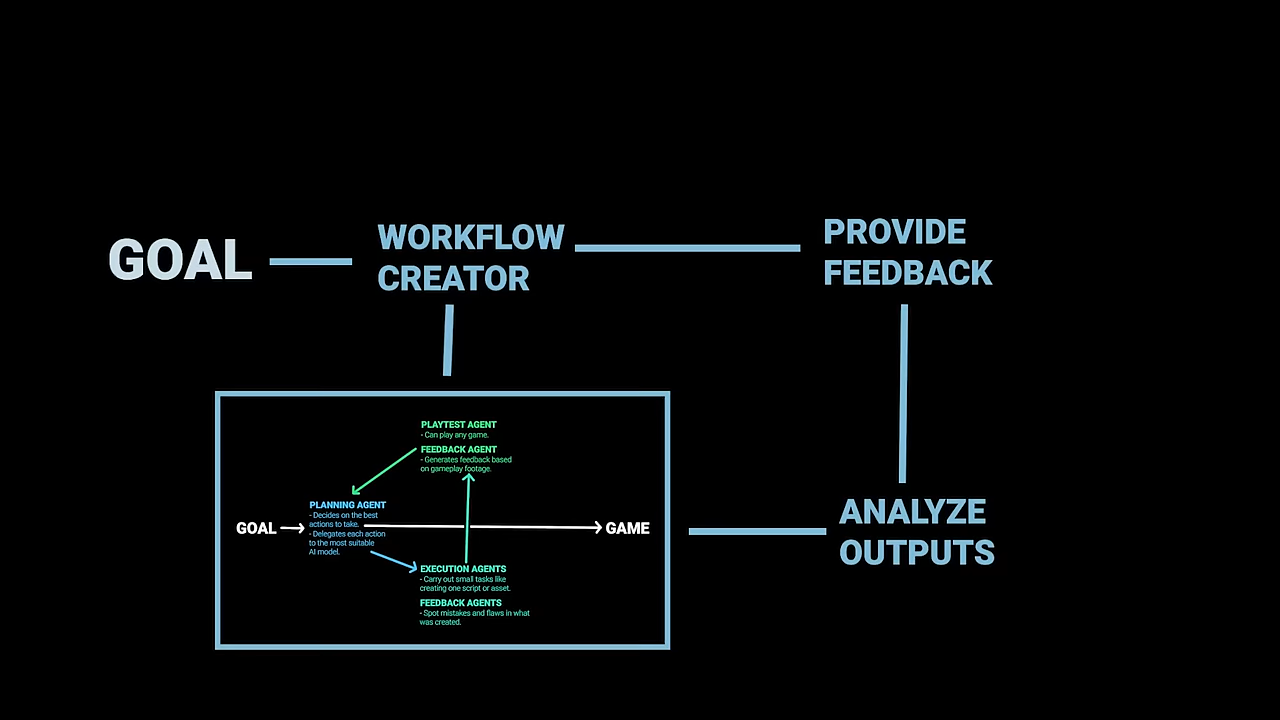 GOAL
WORKFLOW
CREATOR
PROVIDE
FEEDBACK
PLAYTEST AGENT
- Can play any game.
FEEDBACK AGENT
- Generates feedback based
on gameplay footage.
PLANNING AGENT
- Decides on the best
actions to take.
- Delegates each action
to the most suitable
AI model.
GOAL
GAME
EXECUTION AGENTS
- Carry out small tasks like
creating one script or asset.
FEEDBACK AGENTS
- Spot mistakes and flaws in what
was created.
ANALYZE
OUTPUTS